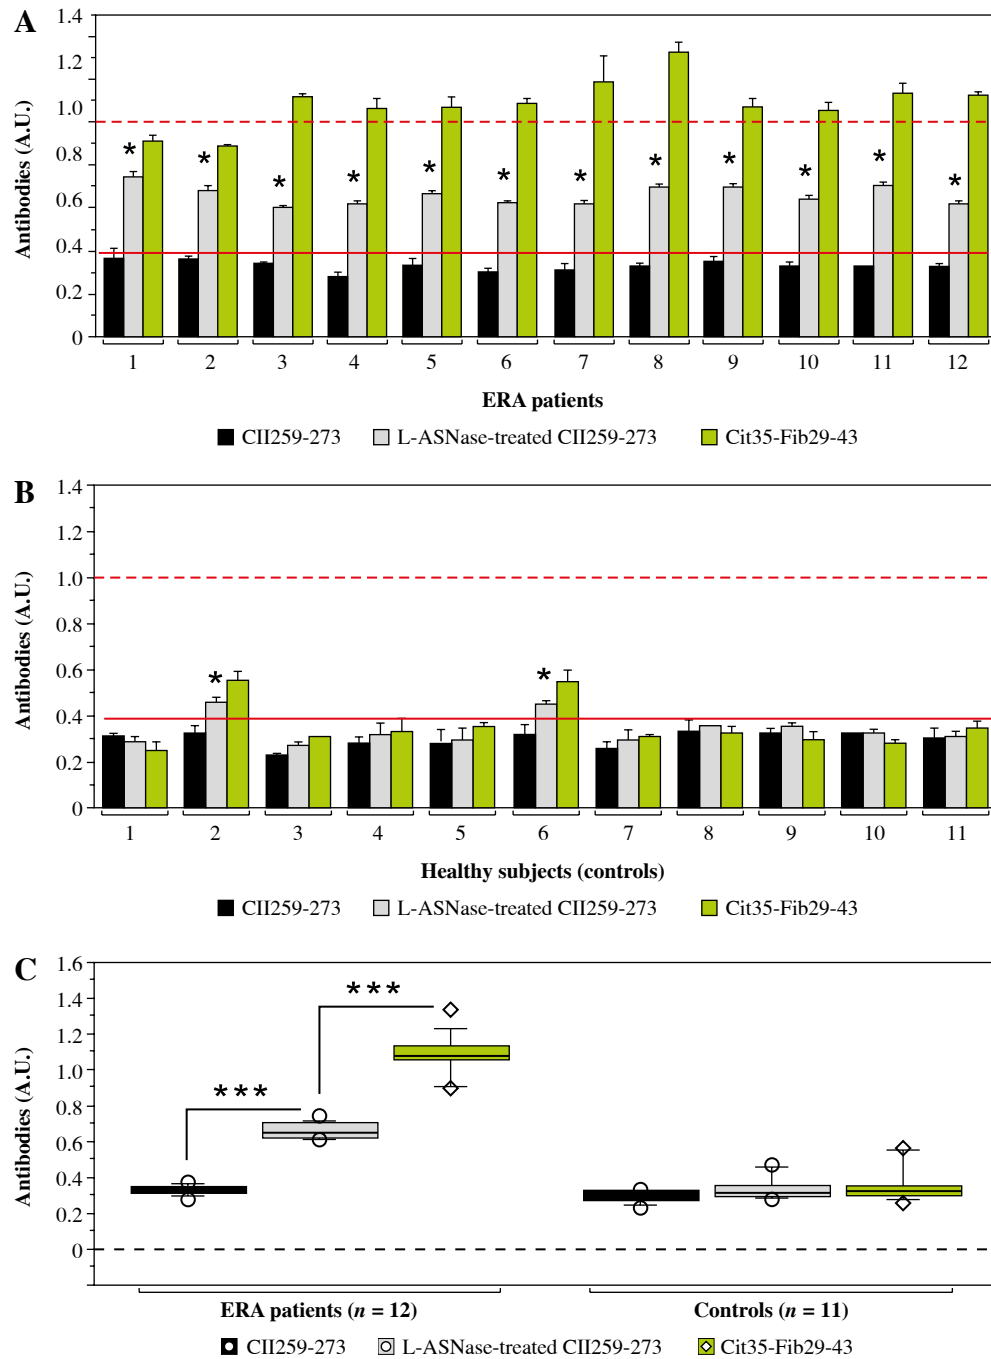 A
1.4
1.2
1.0
0.8
0.6
0.4
0.2
0
Antibodies (A.U.)
* * * * * * * * * * * *
1 2 3 4 5 6 7 8 9 10 11 12
ERA patients
CII259-273 L-ASNase-treated CII259-273 Cit35-Fib29-43
B
1.4
1.2
1.0
0.8
0.6
0.4
0.2
0
Antibodies (A.U.)
* *
1 2 3 4 5 6 7 8 9 10 11
Healthy subjects (controls)
CII259-273 L-ASNase-treated CII259-273 Cit35-Fib29-43
C
1.6
1.4
1.2
1.0
0.8
0.6
0.4
0.2
0
Antibodies (A.U.)
***
***
ERA patients (n = 12) Controls (n = 11)
CII259-273 L-ASNase-treated CII259-273 Cit35-Fib29-43